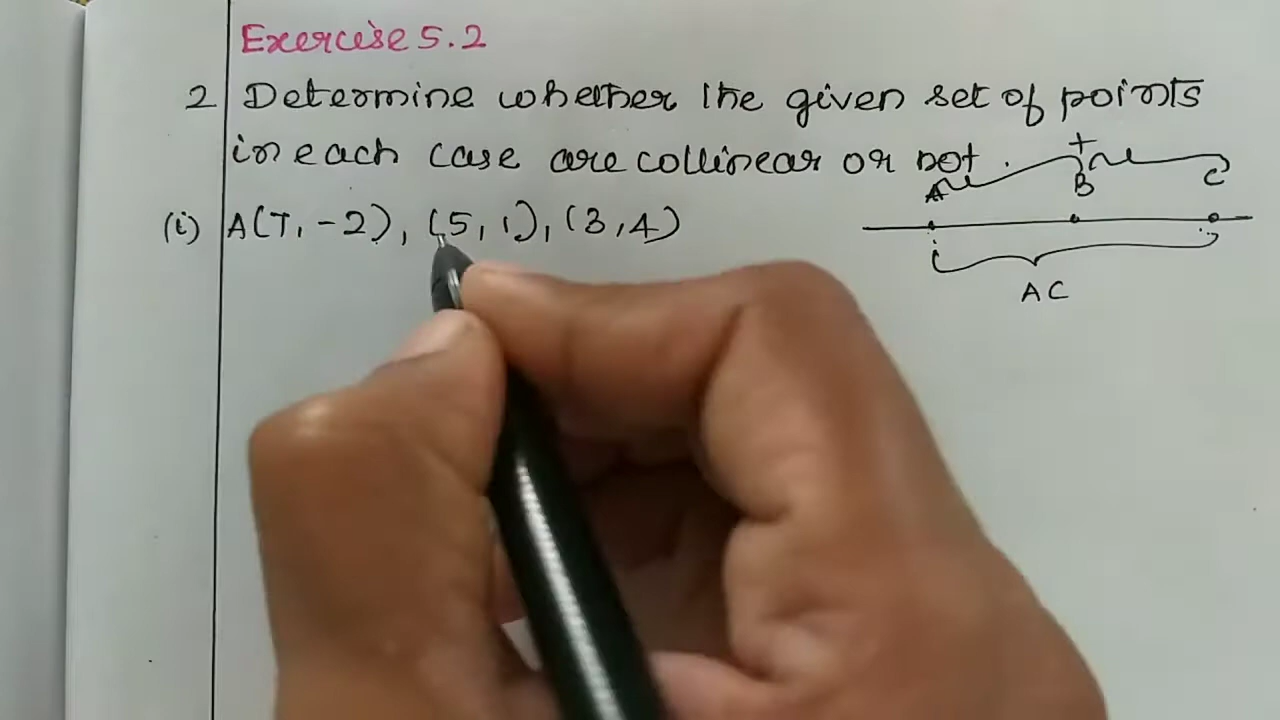 Exercise 5.2
2 Determine whether the given set of points
in each case are collinear or not.
+
A B C
(i) A(7, -2), (5, 1), (3, 4)
AC